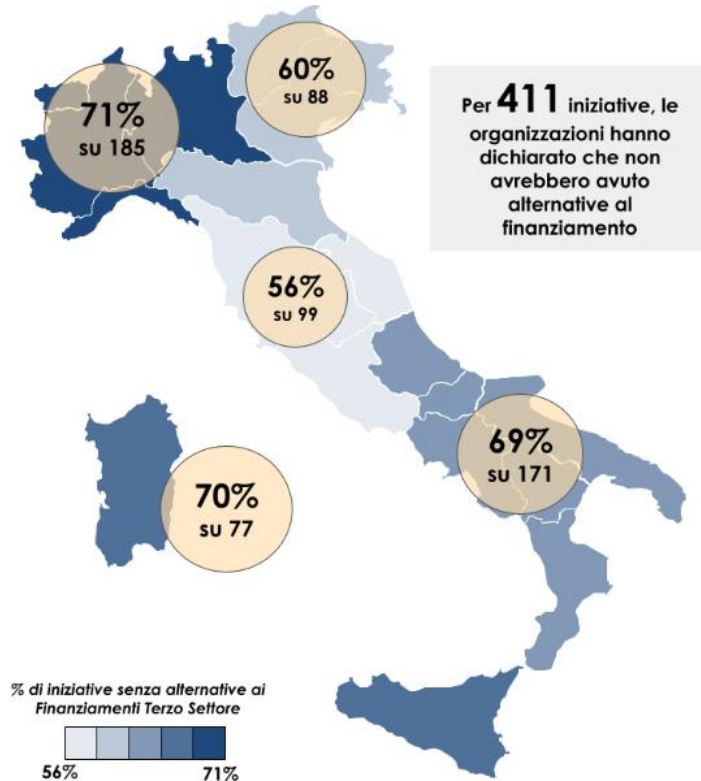 60%
su 88
71%
su 185
Per 411 iniziative, le
organizzazioni hanno
dichiarato che non
avrebbero avuto
alternative al
finanziamento
56%
su 99
69%
su 171
70%
su 77
% di iniziative senza alternative ai
Finanziamenti Terzo Settore
56%
71%